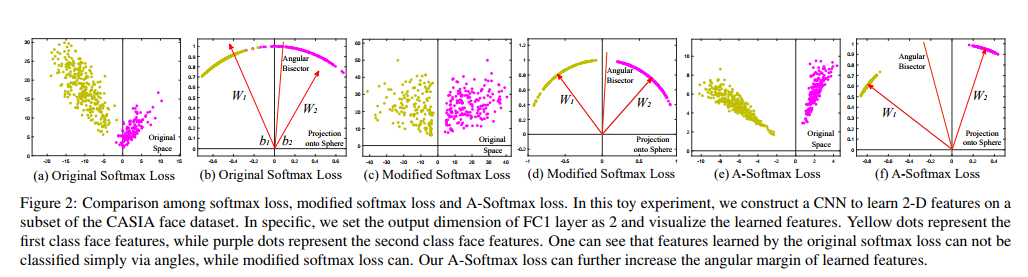 Original
Space
Angular
Bisector
W1
W2
b1
b2
Projection
onto Sphere
Original
Space
Angular
Bisector
W1
W2
Projection
onto Sphere
Original
Space
Angular
Bisector
W1
W2
Projection
onto Sphere
(a) Original Softmax Loss (b) Original Softmax Loss (c) Modified Softmax Loss (d) Modified Softmax Loss (e) A-Softmax Loss (f) A-Softmax Loss
Figure 2: Comparison among softmax loss, modified softmax loss and A-Softmax loss. In this toy experiment, we construct a CNN to learn 2-D features on a
subset of the CASIA face dataset. In specific, we set the output dimension of FC1 layer as 2 and visualize the learned features. Yellow dots represent the
first class face features, while purple dots represent the second class face features. One can see that features learned by the original softmax loss can not be
classified simply via angles, while modified softmax loss can. Our A-Softmax loss can further increase the angular margin of learned features.